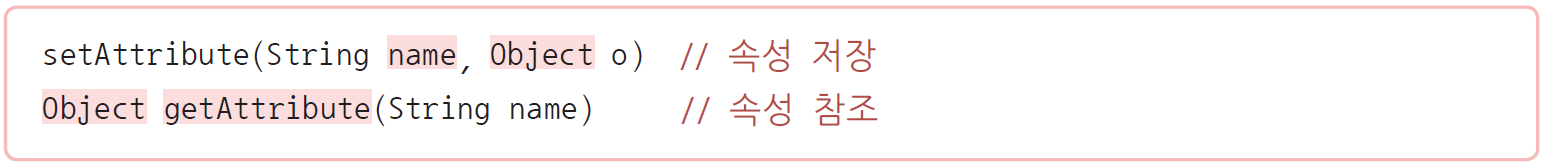 setAttribute(String name, Object o) // 속성 저장
Object getAttribute(String name) // 속성 참조